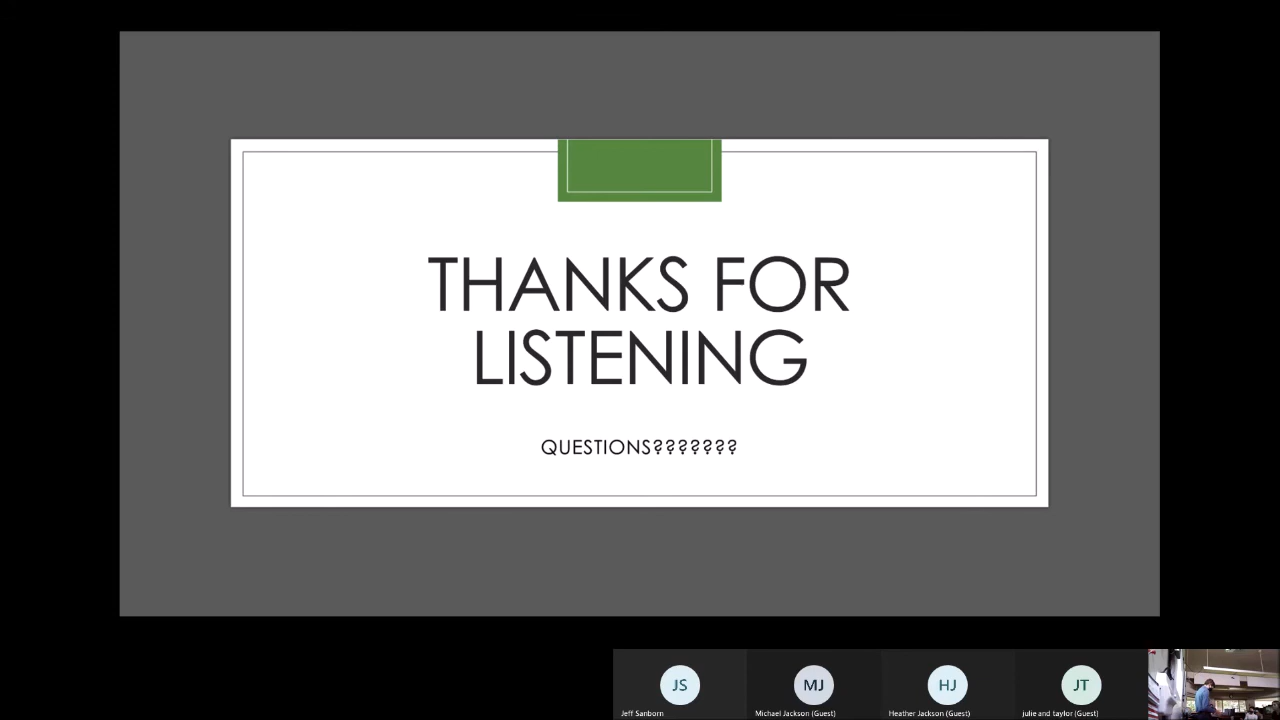 THANKS FOR
LISTENING
QUESTIONS???????
JS
MJ
HJ
JT
Jeff Sanborn
Michael Jackson (Guest)
Heather Jackson (Guest)
julie and taylor (Guest)